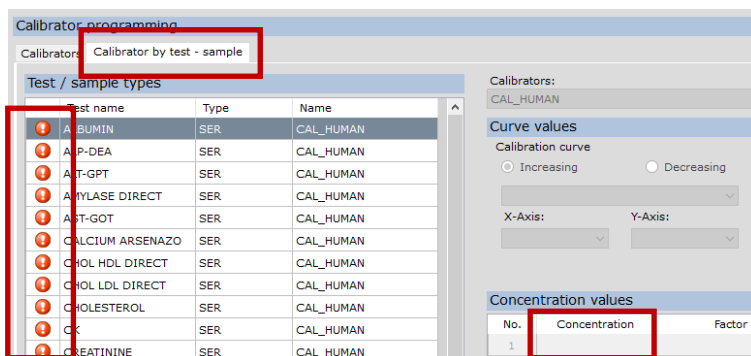 Calibrator programming
Calibrators Calibrator by test - sample
Test / sample types
Test name Type Name
ALBUMIN SER CAL_HUMAN
ALP-DEA SER CAL_HUMAN
ALT-GPT SER CAL_HUMAN
AMYLASE DIRECT SER CAL_HUMAN
AST-GOT SER CAL_HUMAN
CALCIUM ARSENAZO SER CAL_HUMAN
CHOL HDL DIRECT SER CAL_HUMAN
CHOL LDL DIRECT SER CAL_HUMAN
CHOLESTEROL SER CAL_HUMAN
CK SER CAL_HUMAN
CREATININE SER CAL_HUMAN
Calibrators:
CAL_HUMAN
Curve values
Calibration curve
Increasing Decreasing
X-Axis: Y-Axis:
Concentration values
No. Concentration Factor
1